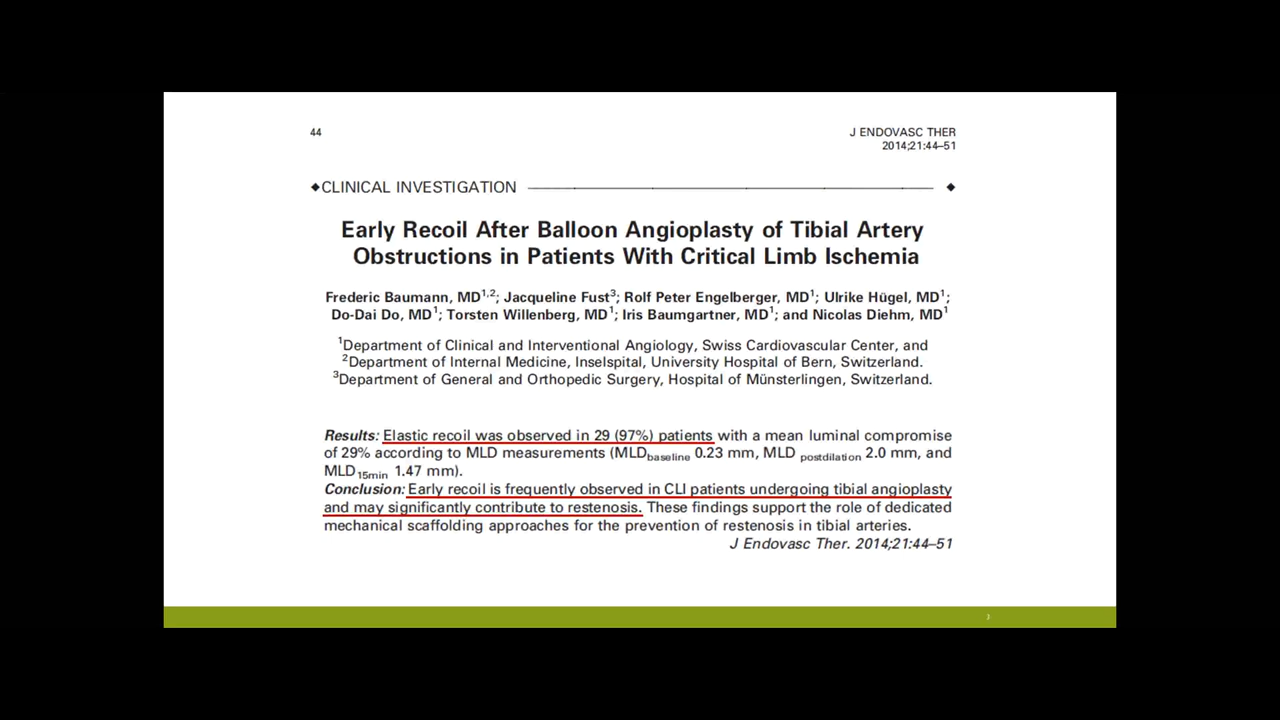 44
J ENDOVASC THER
2014;21:44–51
◆CLINICAL INVESTIGATION ◆
Early Recoil After Balloon Angioplasty of Tibial Artery
Obstructions in Patients With Critical Limb Ischemia
Frederic Baumann, MD1,2; Jacqueline Fust3; Rolf Peter Engelberger, MD1; Ulrike Hügel, MD1;
Do-Dai Do, MD1; Torsten Willenberg, MD1; Iris Baumgartner, MD1; and Nicolas Diehm, MD1
1Department of Clinical and Interventional Angiology, Swiss Cardiovascular Center, and
2Department of Internal Medicine, Inselspital, University Hospital of Bern, Switzerland.
3Department of General and Orthopedic Surgery, Hospital of Münsterlingen, Switzerland.
Results: Elastic recoil was observed in 29 (97%) patients with a mean luminal compromise
of 29% according to MLD measurements (MLDbaseline 0.23 mm, MLD postdilation 2.0 mm, and
MLD15min 1.47 mm).
Conclusion: Early recoil is frequently observed in CLI patients undergoing tibial angioplasty
and may significantly contribute to restenosis. These findings support the role of dedicated
mechanical scaffolding approaches for the prevention of restenosis in tibial arteries.
J Endovasc Ther. 2014;21:44–51